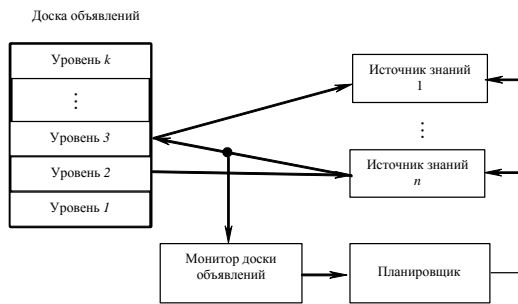 Доска объявлений
Уровень k
⋮
Уровень 3
Уровень 2
Уровень 1
Источник знаний
1
⋮
Источник знаний
n
Монитор доски
объявлений
Планировщик